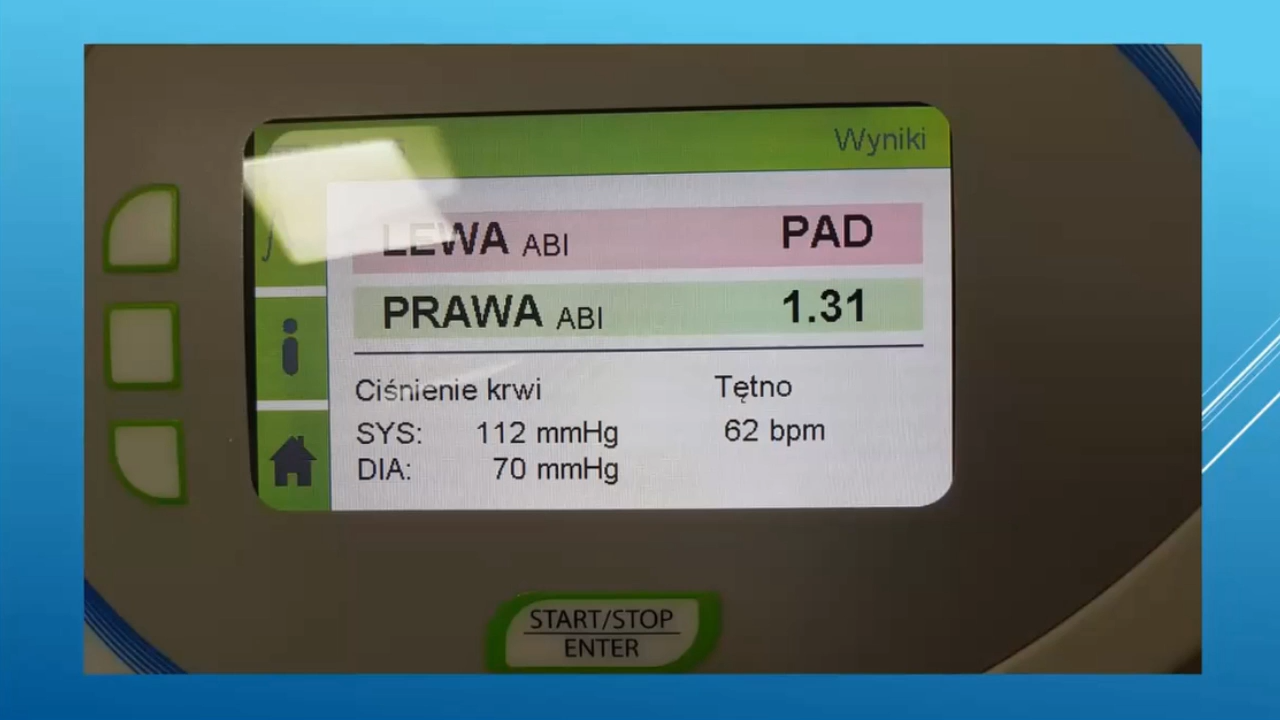 Wyniki
LEWA ABI PAD
PRAWA ABI 1.31
Ciśnienie krwi Tętno
SYS: 112 mmHg 62 bpm
DIA: 70 mmHg
START/STOP
ENTER